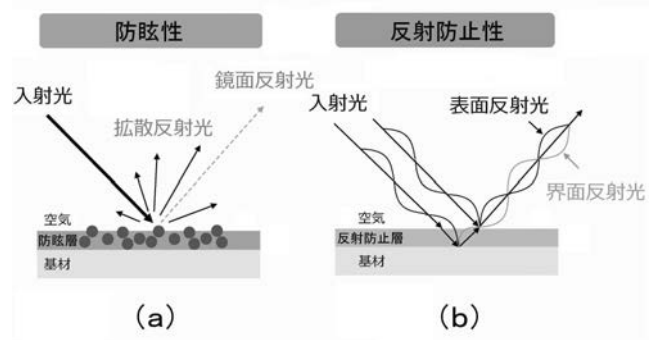 防眩性
反射防止性
入射光
拡散反射光
鏡面反射光
空気
防眩層
基材
入射光
表面反射光
界面反射光
空気
反射防止層
基材
(a)
(b)